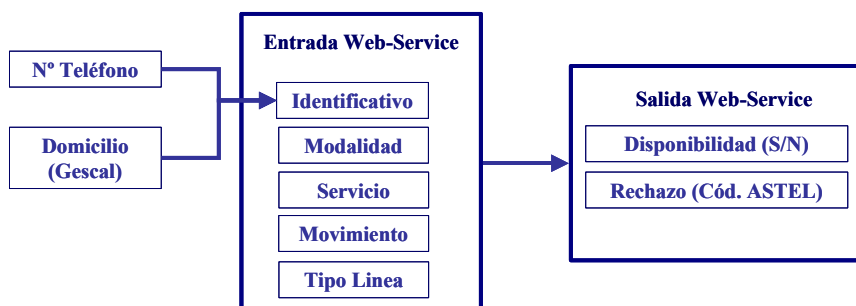 Nº Teléfono
Domicilio
(Gescal)
Entrada Web-Service
Identificativo
Modalidad
Servicio
Movimiento
Tipo Linea
Salida Web-Service
Disponibilidad (S/N)
Rechazo (Cód. ASTEL)